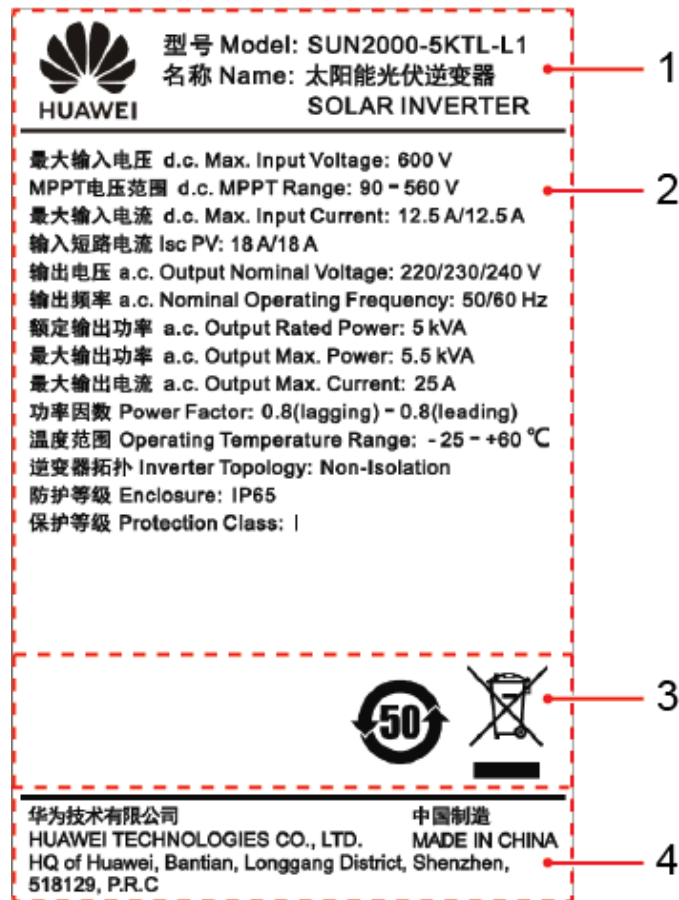 HUAWEI
型号 Model: SUN2000-5KTL-L1
名称 Name: 太阳能光伏逆变器
SOLAR INVERTER
1
最大输入电压 d.c. Max. Input Voltage: 600 V
MPPT电压范围 d.c. MPPT Range: 90 - 560 V
2
最大输入电流 d.c. Max. Input Current: 12.5 A/12.5 A
输入短路电流 Isc PV: 18 A/18 A
输出电压 a.c. Output Nominal Voltage: 220/230/240 V
输出频率 a.c. Nominal Operating Frequency: 50/60 Hz
额定输出功率 a.c. Output Rated Power: 5 kVA
最大输出功率 a.c. Output Max. Power: 5.5 kVA
最大输出电流 a.c. Output Max. Current: 25 A
功率因数 Power Factor: 0.8(lagging) - 0.8(leading)
温度范围 Operating Temperature Range: - 25 - +60 ℃
逆变器拓扑 Inverter Topology: Non-Isolation
防护等级 Enclosure: IP65
保护等级 Protection Class: I
50
3
华为技术有限公司 中国制造
HUAWEI TECHNOLOGIES CO., LTD. MADE IN CHINA
HQ of Huawei, Bantian, Longgang District, Shenzhen,
518129, P.R.C
4